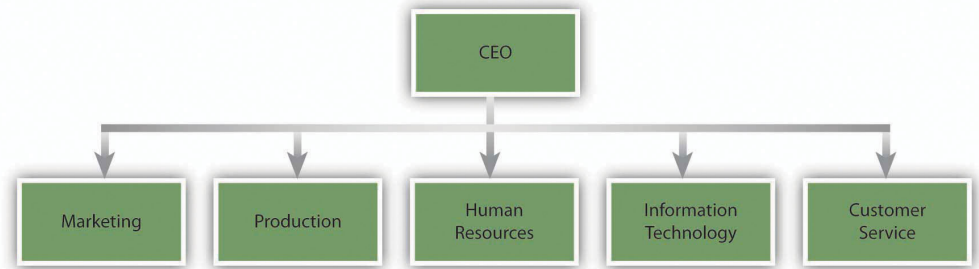 CEO
Marketing
Production
Human
Resources
Information
Technology
Customer
Service